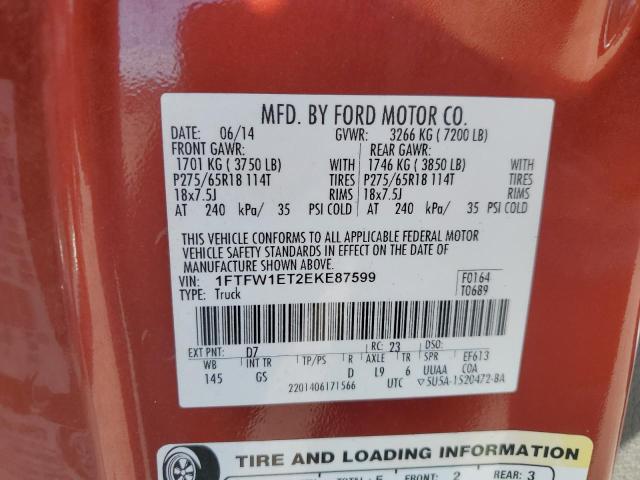 MFD. BY FORD MOTOR CO.
DATE: 06/14 GVWR: 3266 KG (7200 LB)
FRONT GAWR: REAR GAWR:
1701 KG (3750 LB) WITH 1746 KG (3850 LB) WITH
P275/65R18 114T TIRES P275/65R18 114T TIRES
18x7.5J RIMS 18x7.5J RIMS
AT 240 kPa/ 35 PSI COLD AT 240 kPa/ 35 PSI COLD
THIS VEHICLE CONFORMS TO ALL APPLICABLE FEDERAL MOTOR
VEHICLE SAFETY STANDARDS IN EFFECT ON THE DATE OF
MANUFACTURE SHOWN ABOVE.
VIN: 1FTFW1ET2EKE87599 F0164
TYPE: Truck T0689
EXT PNT: D7 RC: 23 DSO:
WB INT TR TP/PS R AXLE TR SPR EF613
145 GS D L9 6 UUAA COA
2201406171566 UTC ▽5U5A-1520472-BA
TIRE AND LOADING INFORMATION
FRONT: 2 REAR: 3